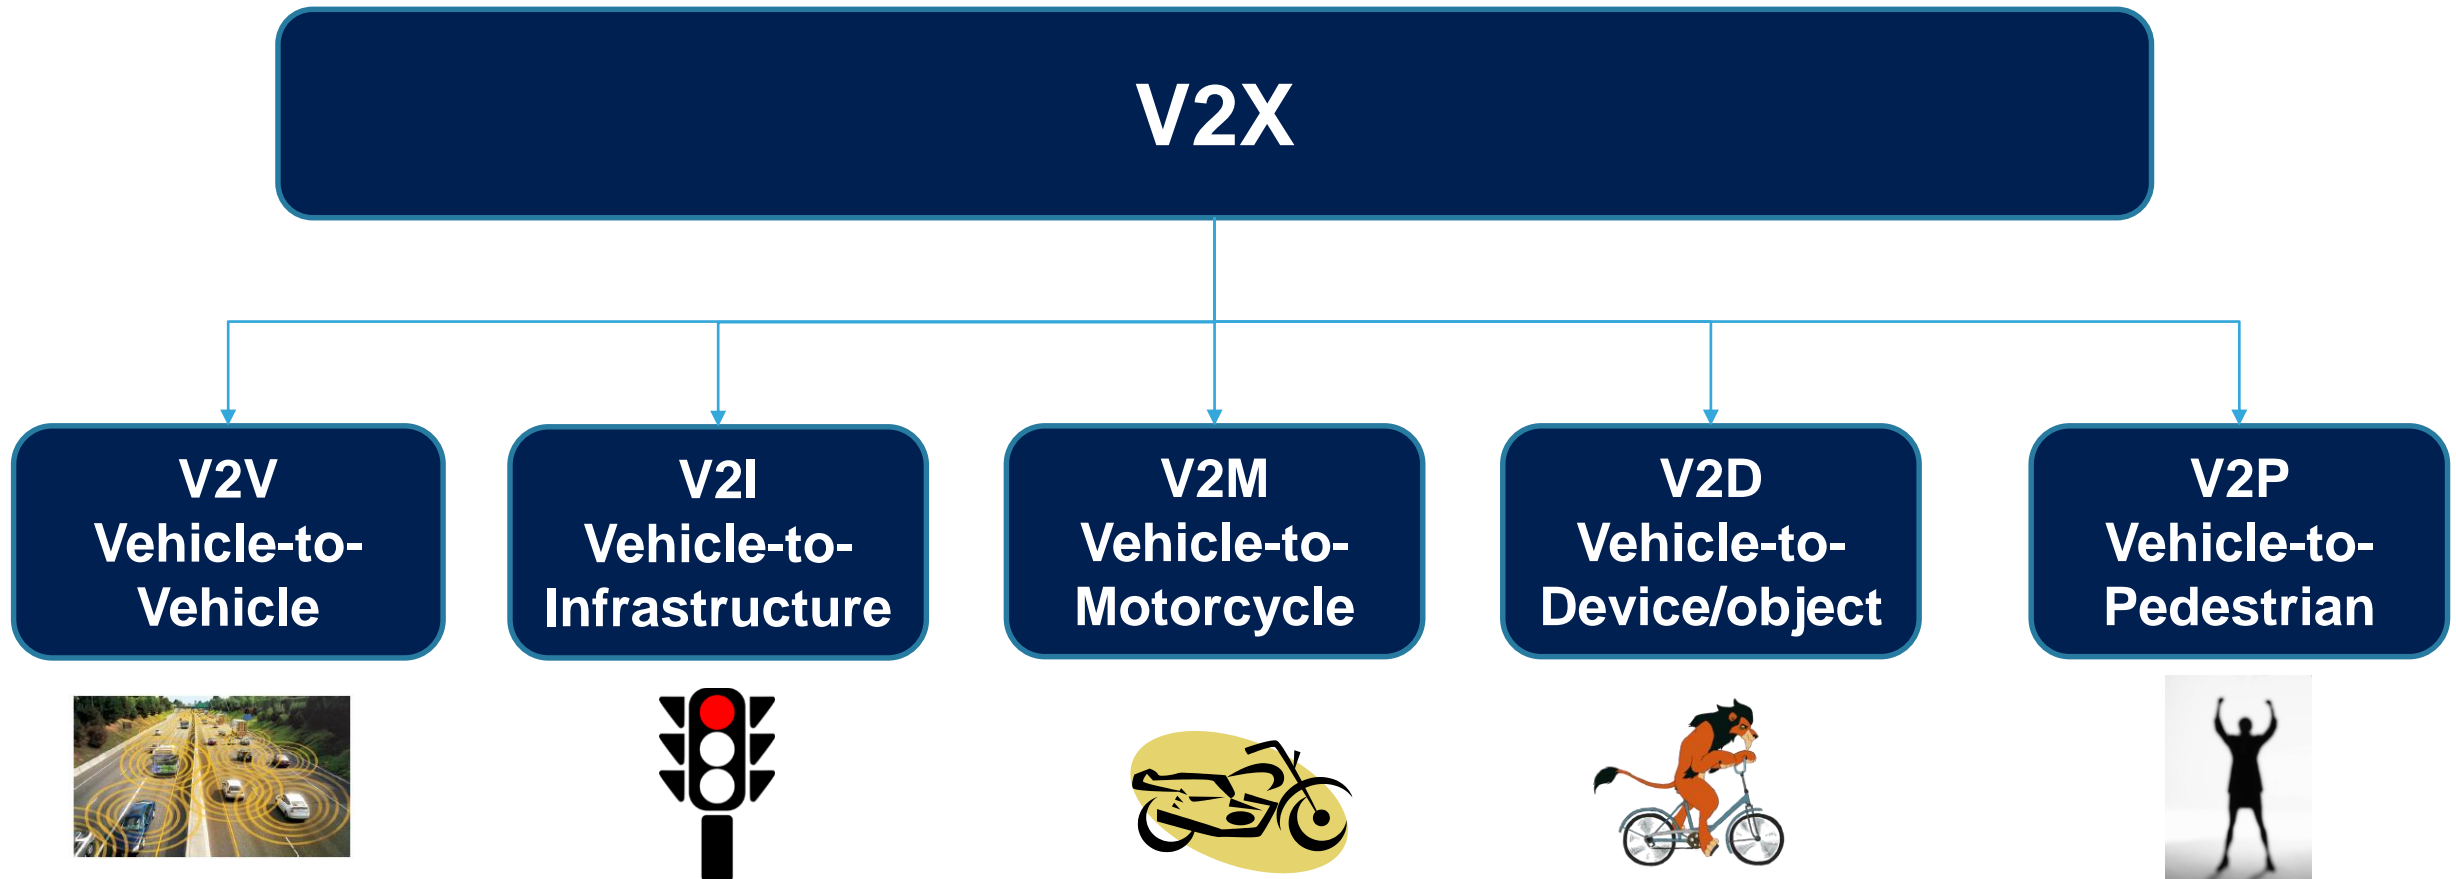 V2X
V2V
Vehicle-to-
Vehicle
V2I
Vehicle-to-
Infrastructure
V2M
Vehicle-to-
Motorcycle
V2D
Vehicle-to-
Device/object
V2P
Vehicle-to-
Pedestrian